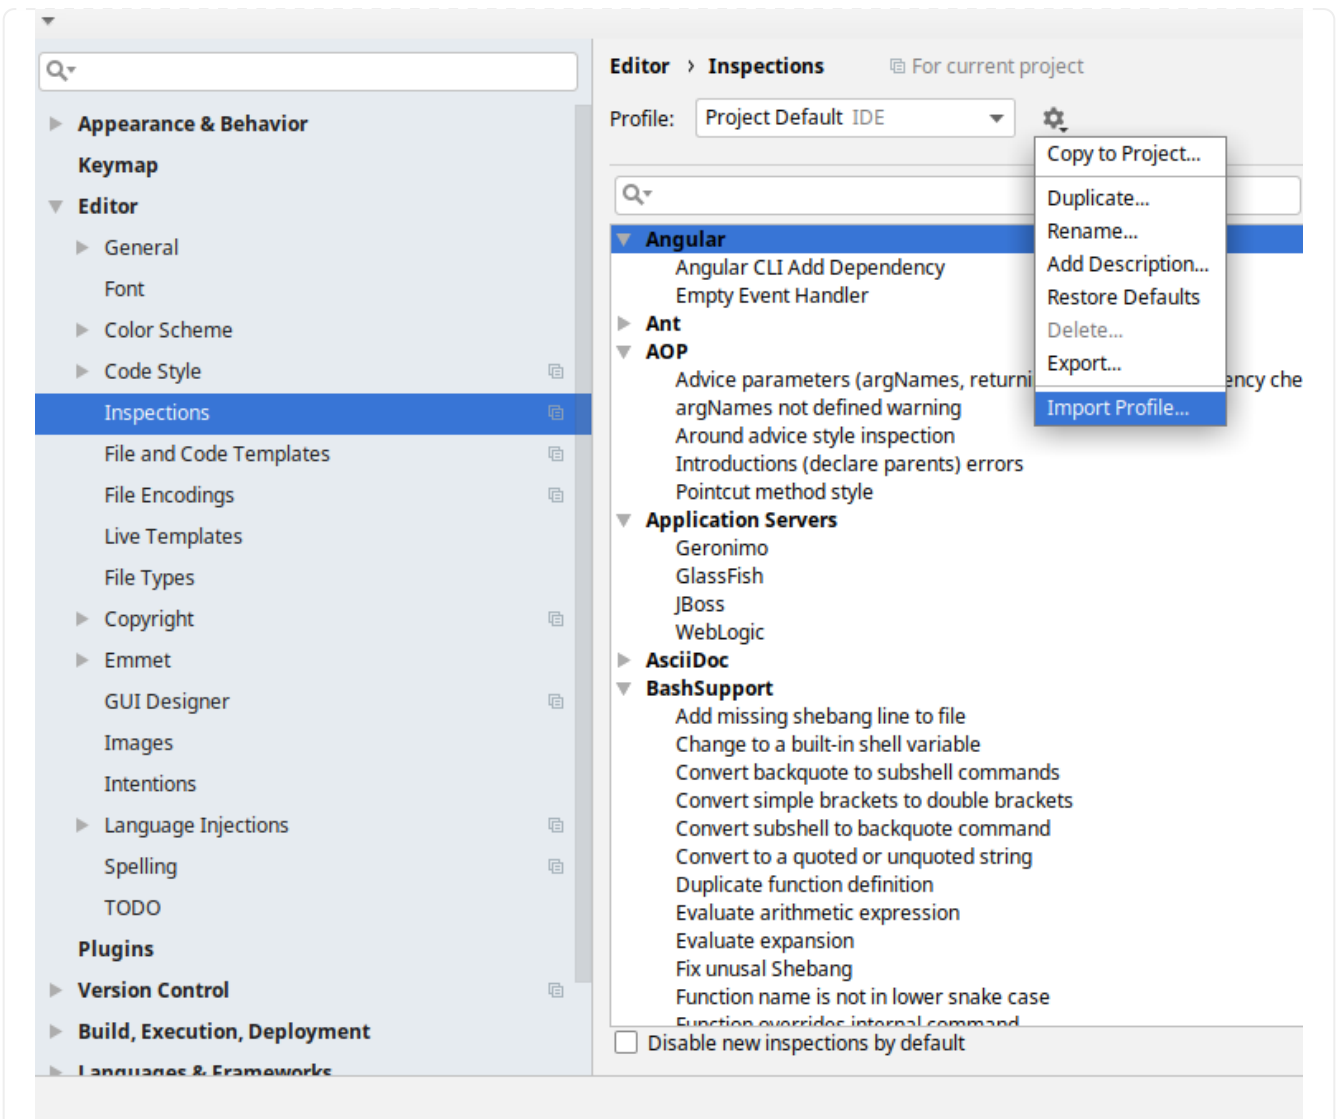 Appearance & Behavior
Keymap
Editor
General
Font
Color Scheme
Code Style
Inspections
File and Code Templates
File Encodings
Live Templates
File Types
Copyright
Emmet
GUI Designer
Images
Intentions
Language Injections
Spelling
TODO
Plugins
Version Control
Build, Execution, Deployment
Languages & Frameworks
Editor › Inspections For current project
Profile: Project Default IDE
Copy to Project...
Duplicate...
Rename...
Add Description...
Restore Defaults
Delete...
Export...
Import Profile...
Angular
Angular CLI Add Dependency
Empty Event Handler
Ant
AOP
Advice parameters (argNames, returni ency che
argNames not defined warning
Around advice style inspection
Introductions (declare parents) errors
Pointcut method style
Application Servers
Geronimo
GlassFish
JBoss
WebLogic
AsciiDoc
BashSupport
Add missing shebang line to file
Change to a built-in shell variable
Convert backquote to subshell commands
Convert simple brackets to double brackets
Convert subshell to backquote command
Convert to a quoted or unquoted string
Duplicate function definition
Evaluate arithmetic expression
Evaluate expansion
Fix unusal Shebang
Function name is not in lower snake case
Function overrides internal command
Disable new inspections by default